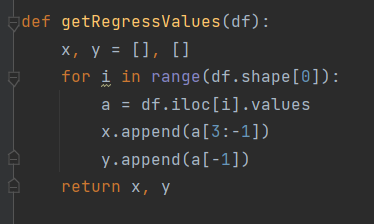 def getRegressValues(df):
    x, y = [], []
    for i in range(df.shape[0]):
        a = df.iloc[i].values
        x.append(a[3:-1])
        y.append(a[-1])
    return x, y